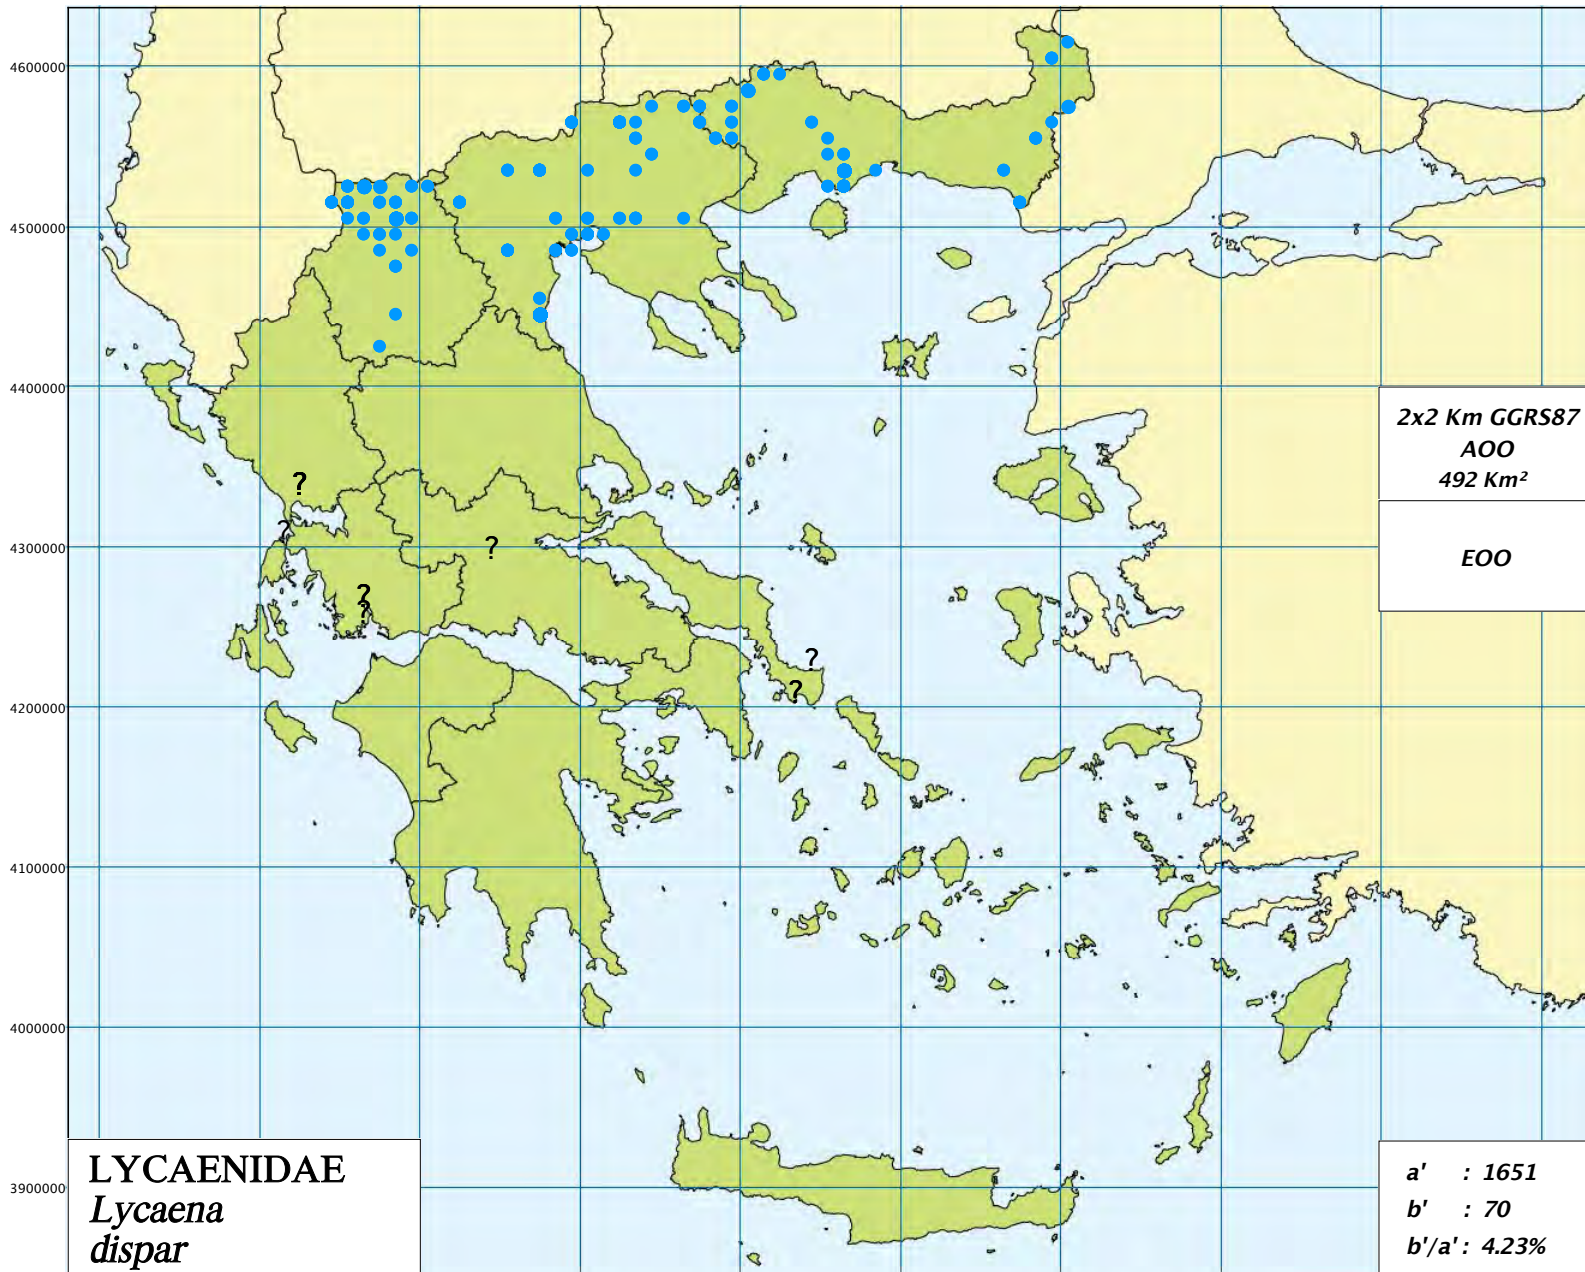 4600000
4500000
4400000
4300000
4200000
4100000
4000000
3900000
?
?
?
?
?
?
?
2x2 Km GGRS87
AOO
492 Km²
EOO
LYCAENIDAE
Lycaena
dispar
a' : 1651
b' : 70
b'/a' : 4.23%